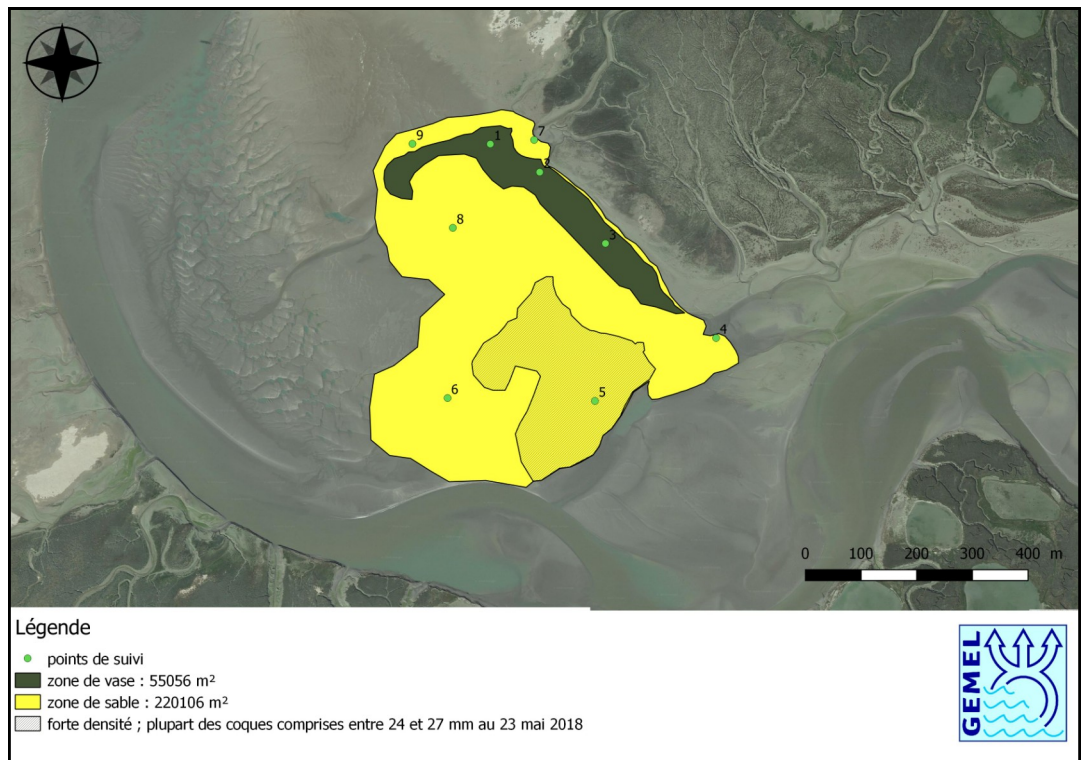 9
1
7
2
3
8
4
6
5
0 100 200 300 400 m
Légende
points de suivi
zone de vase : 55056 m²
zone de sable : 220106 m²
forte densité ; plupart des coques comprises entre 24 et 27 mm au 23 mai 2018
GEMEL